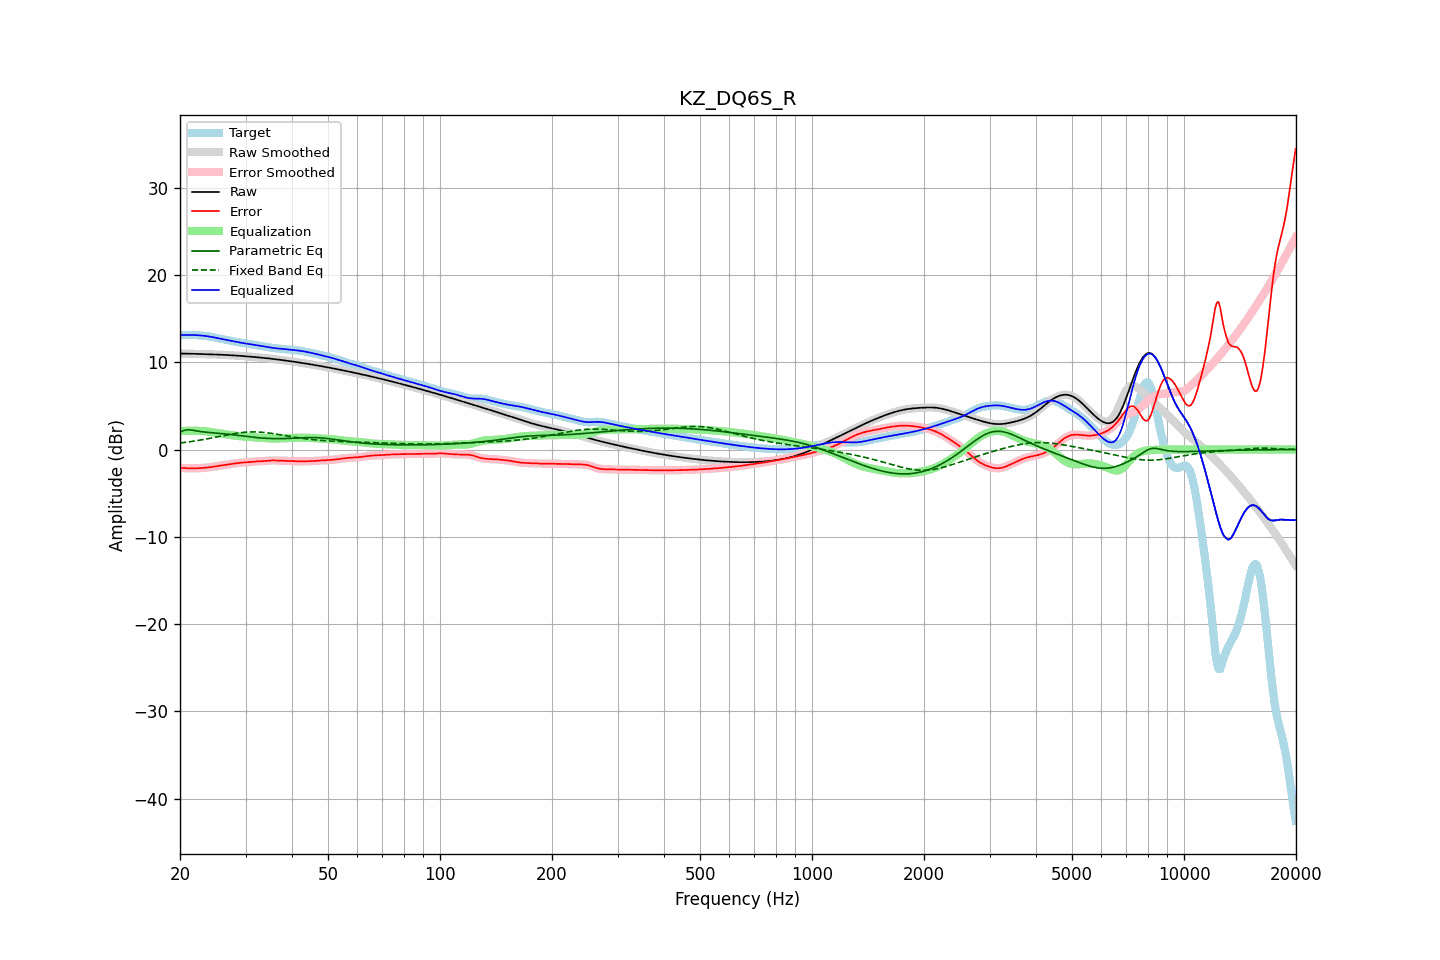 KZ_DQ6S_R
Target
Raw Smoothed
Error Smoothed
Raw
Error
Equalization
Parametric Eq
Fixed Band Eq
Equalized
Amplitude (dBr)
30
20
10
0
−10
−20
−30
−40
20 50 100 200 500 1000 2000 5000 10000 20000
Frequency (Hz)